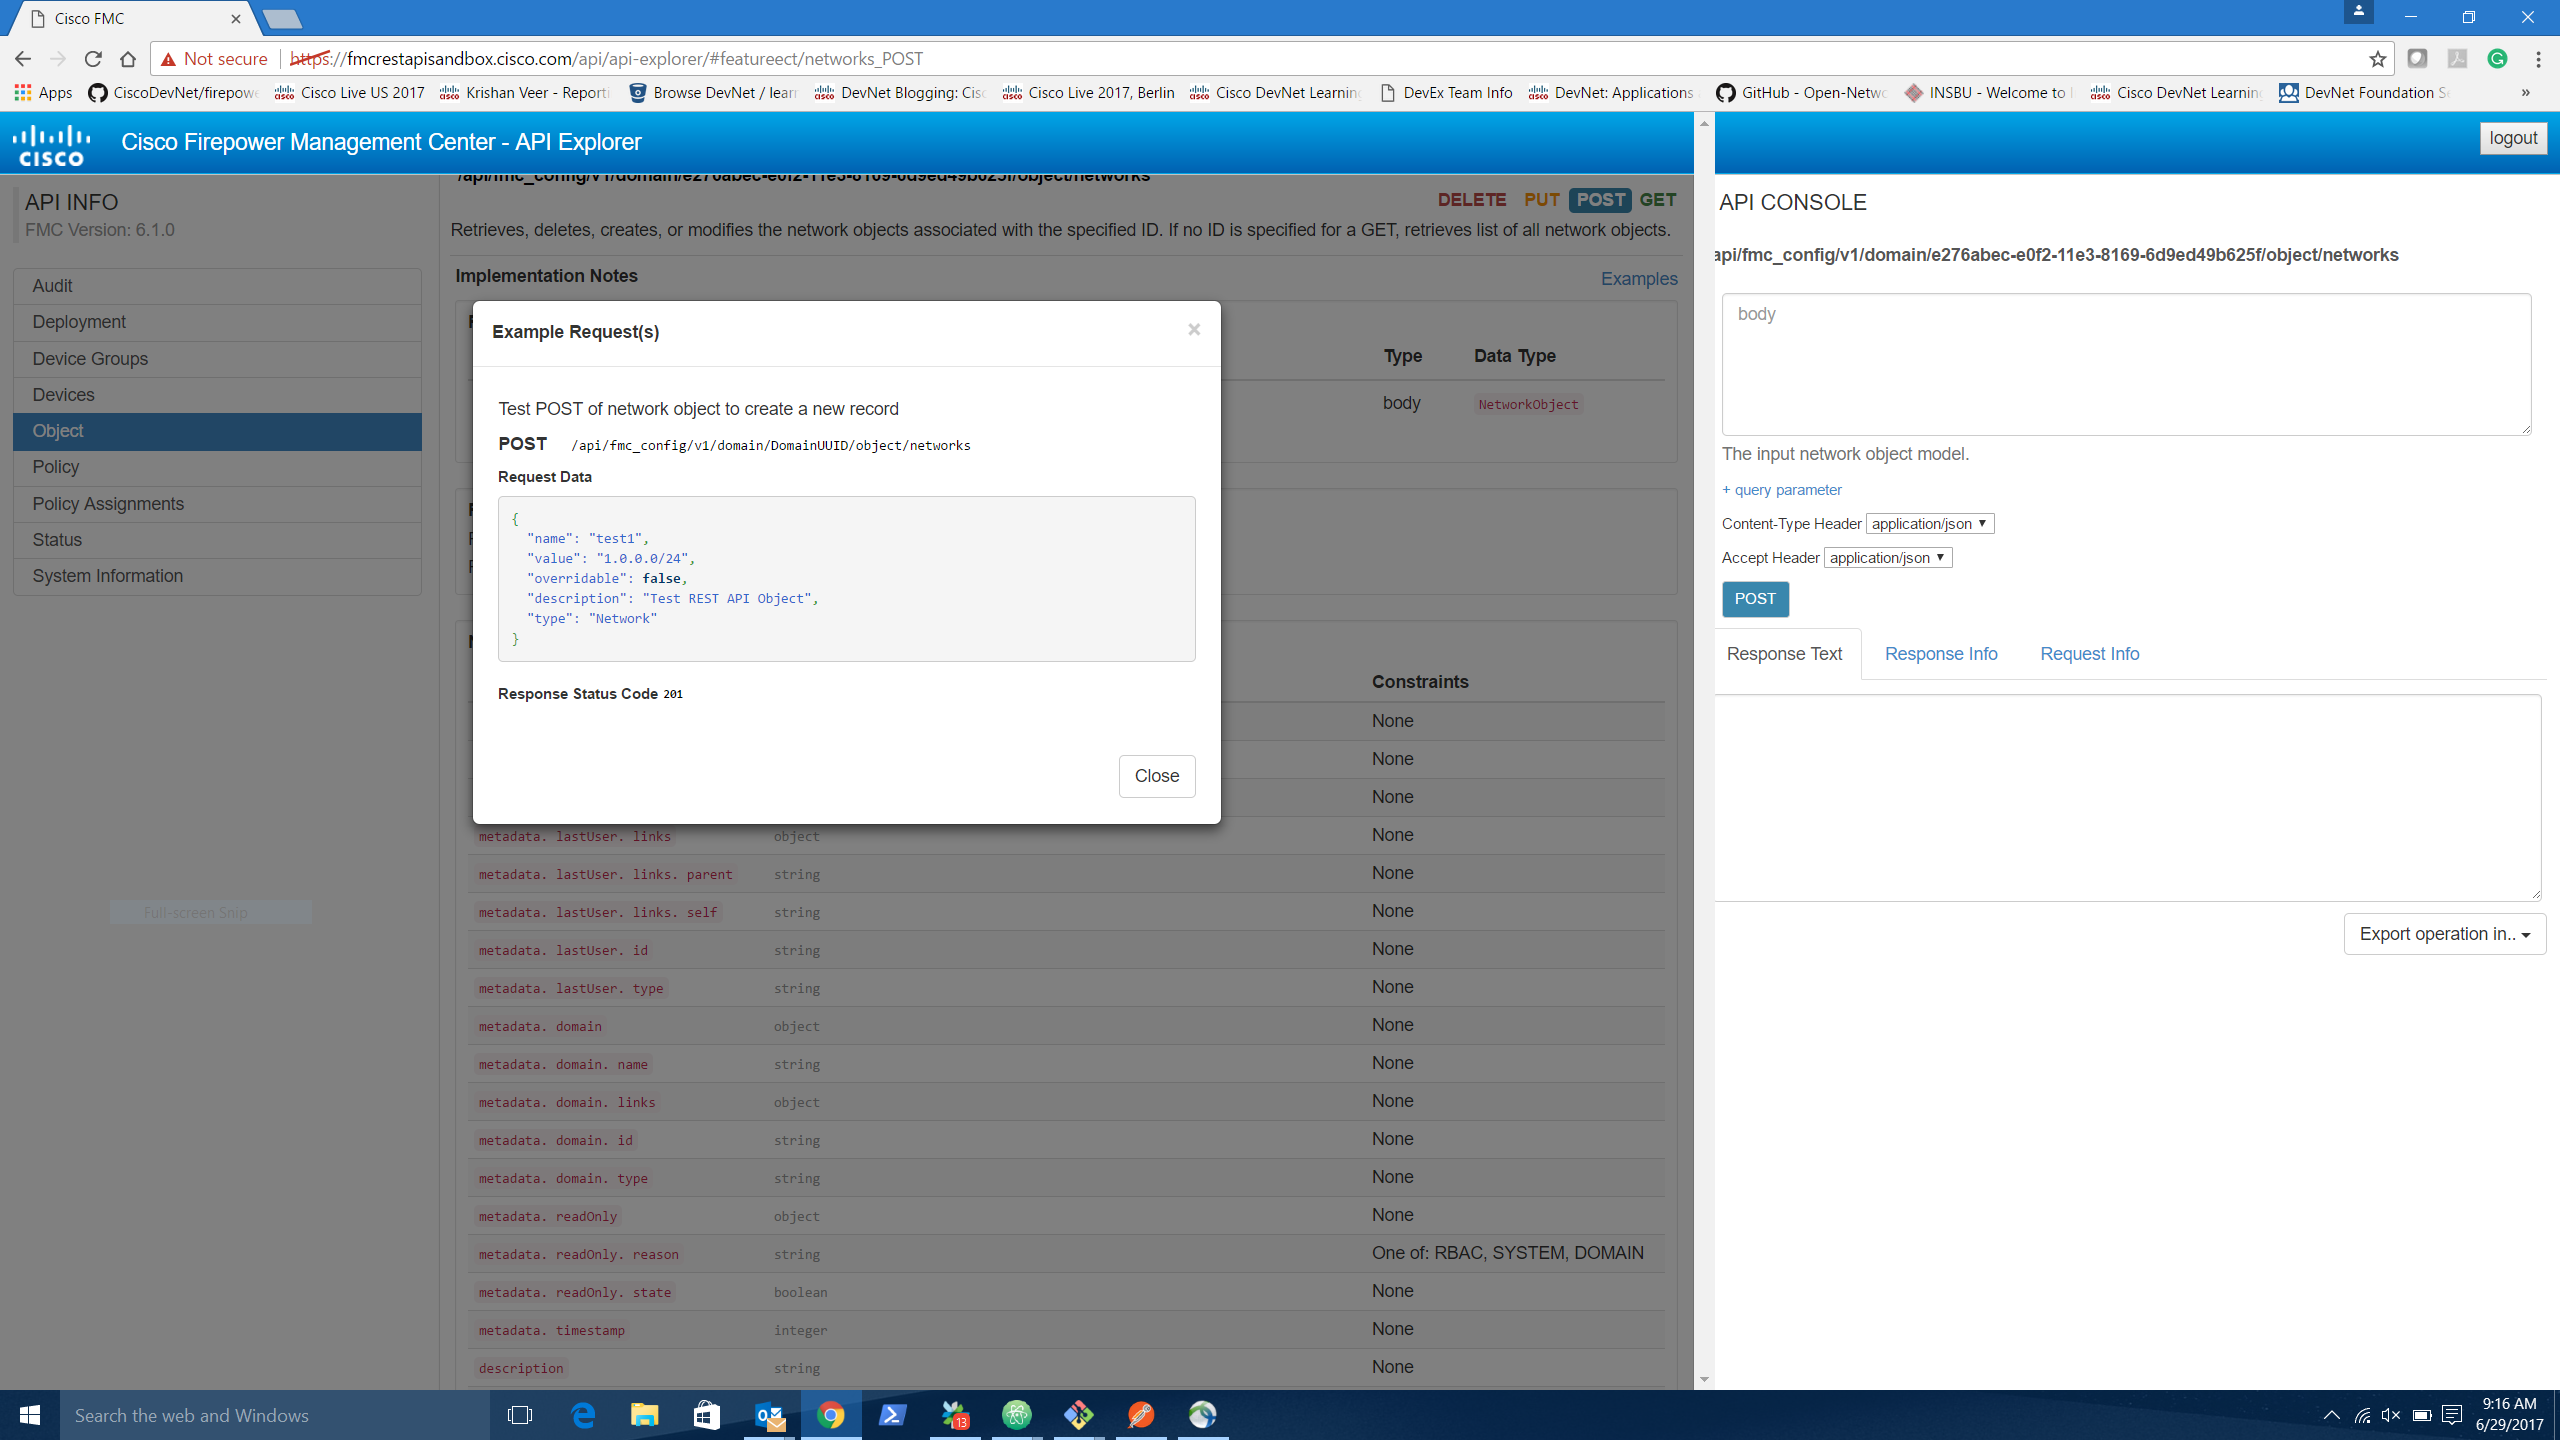 Cisco FMC
Not secure https://fmcrestapisandbox.cisco.com/api/api-explorer/#featureect/networks_POST
Apps CiscoDevNet/firepow Cisco Live US 2017 Krishan Veer - Reporti Browse DevNet / learn DevNet Blogging: Cisc Cisco Live 2017, Berlin Cisco DevNet Learning DevEx Team Info DevNet: Applications GitHub - Open-Netwo INSBU - Welcome to Cisco DevNet Learning DevNet Foundation Se »
CISCO Cisco Firepower Management Center - API Explorer logout
API INFO
FMC Version: 6.1.0
Audit
Deployment
Device Groups
Devices
Object
Policy
Policy Assignments
Status
System Information
Full-screen Snip
/api/fmc_config/v1/domain/e276abec-e0f2-11e3-8169-6d9ed49b625f/object/networks
DELETE PUT POST GET
Retrieves, deletes, creates, or modifies the network objects associated with the specified ID. If no ID is specified for a GET, retrieves list of all network objects.
Implementation Notes Examples
Type Data Type
body NetworkObject
Example Request(s) ×
Test POST of network object to create a new record
POST /api/fmc_config/v1/domain/DomainUUID/object/networks
Request Data
{
"name": "test1",
"value": "1.0.0.0/24",
"overridable": false,
"description": "Test REST API Object",
"type": "Network"
}
Response Status Code 201
Close
Constraints
None
None
None
metadata. lastUser. links object None
metadata. lastUser. links. parent string None
metadata. lastUser. links. self string None
metadata. lastUser. id string None
metadata. lastUser. type string None
metadata. domain object None
metadata. domain. name string None
metadata. domain. links object None
metadata. domain. id string None
metadata. domain. type string None
metadata. readOnly object None
metadata. readOnly. reason string One of: RBAC, SYSTEM, DOMAIN
metadata. readOnly. state boolean None
metadata. timestamp integer None
description string None
API CONSOLE
api/fmc_config/v1/domain/e276abec-e0f2-11e3-8169-6d9ed49b625f/object/networks
body
The input network object model.
+ query parameter
Content-Type Header application/json
Accept Header application/json
POST
Response Text Response Info Request Info
Export operation in..
Search the web and Windows
13
9:16 AM
6/29/2017